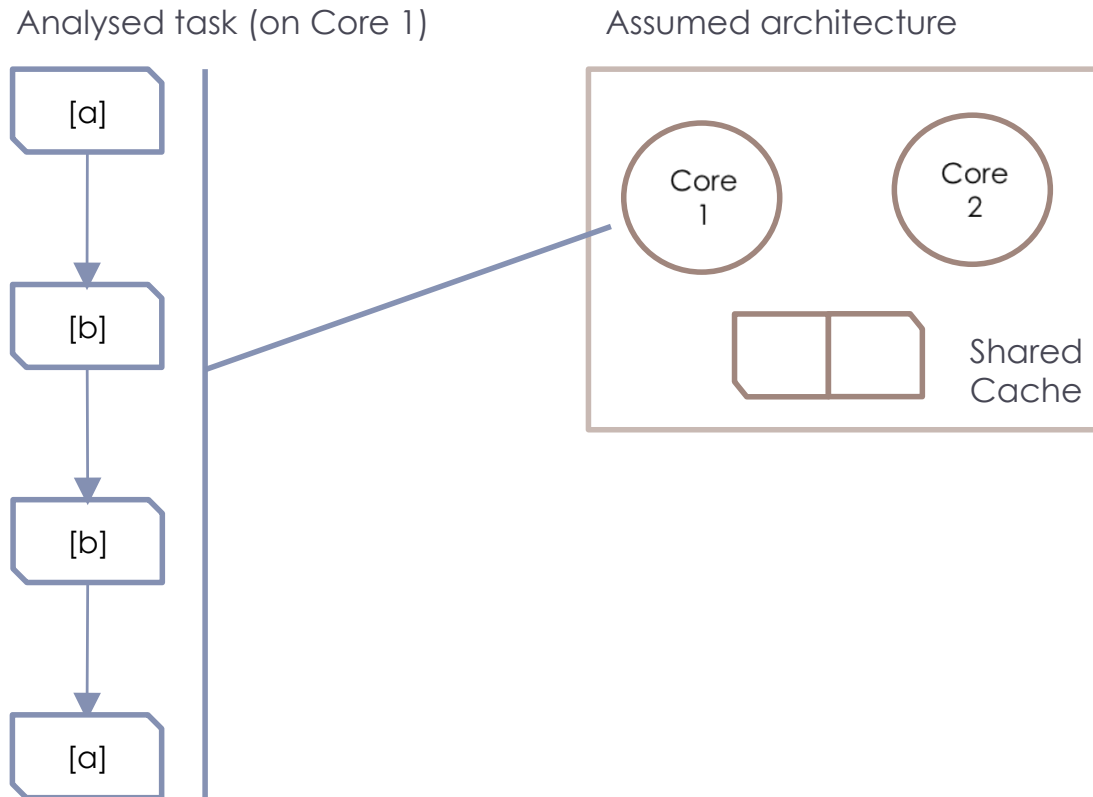 Analysed task (on Core 1)
Assumed architecture
[a]
[b]
[b]
[a]
Core
1
Core
2
Shared
Cache